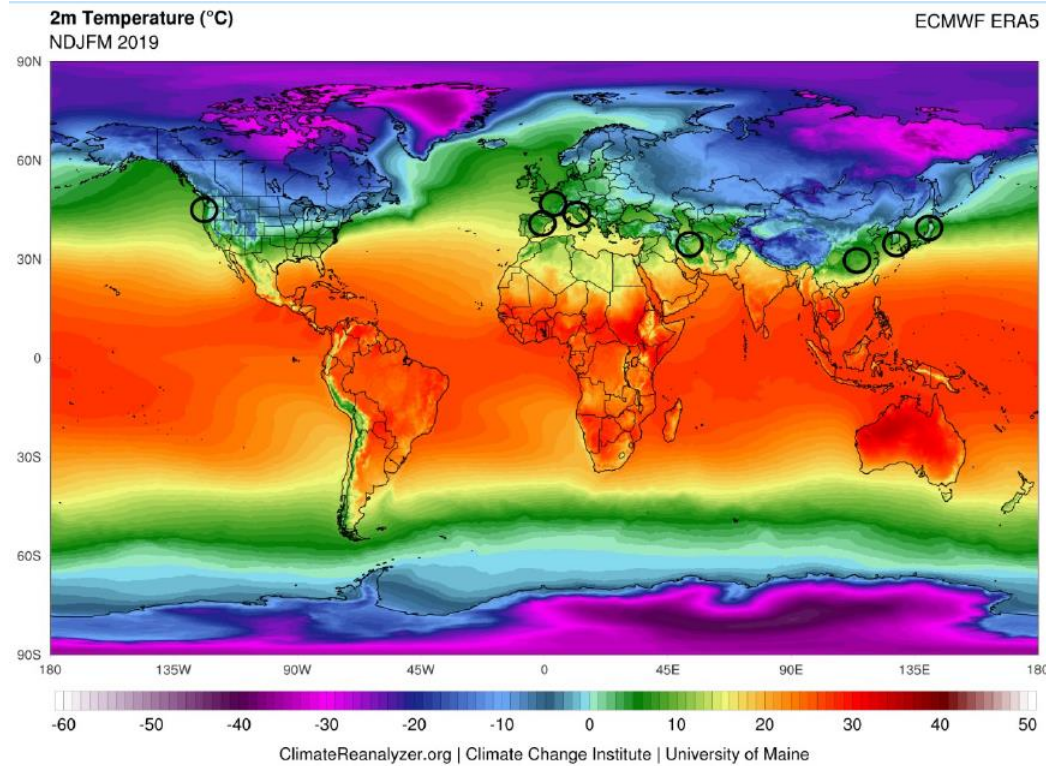 2m Temperature (°C)
ECMWF ERA5
NDJFM 2019
90N
60N
30N
0
30S
60S
90S
180 135W 90W 45W 0 45E 90E 135E 180
-60 -50 -40 -30 -20 -10 0 10 20 30 40 50
ClimateReanalyzer.org | Climate Change Institute | University of Maine